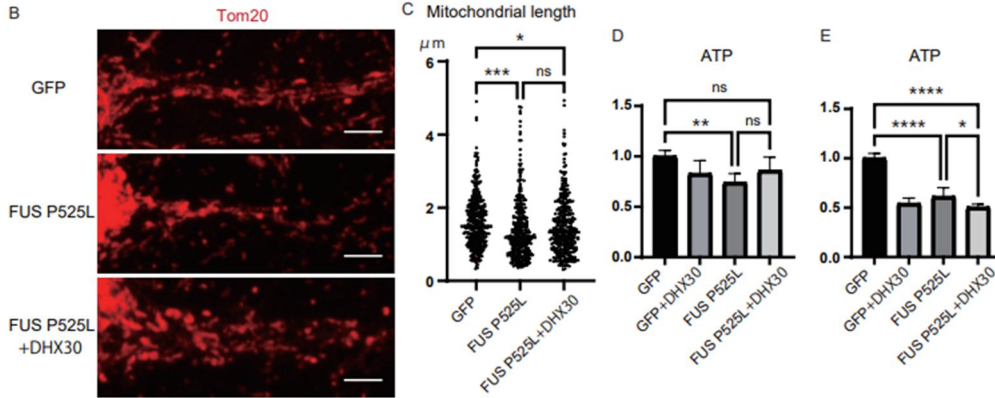 B
Tom20
GFP
FUS P525L
FUS P525L
+DHX30
C Mitochondrial length
μm
6
4
2
0
*
***
ns
GFP
FUS P525L
FUS P525L+DHX30
D
ATP
1.5
1.0
0.5
0.0
ns
**
ns
GFP
GFP+DHX30
FUS P525L
FUS P525L+DHX30
E
ATP
1.5
1.0
0.5
0.0
****
****
*
GFP
GFP+DHX30
FUS P525L
FUS P525L+DHX30